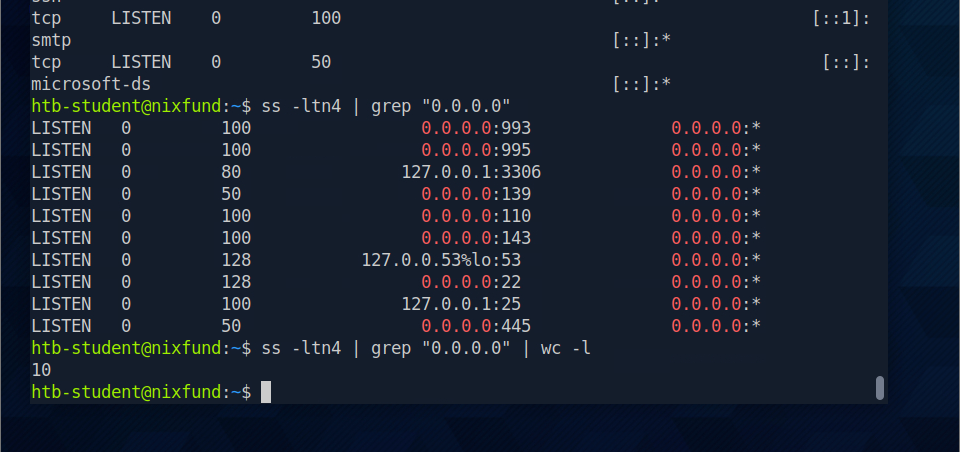 tcp LISTEN 0 100 [::1]:
smtp [::]:*
tcp LISTEN 0 50 [::]:
microsoft-ds [::]:*
htb-student@nixfund:~$ ss -ltn4 | grep "0.0.0.0"
LISTEN 0 100 0.0.0.0:993 0.0.0.0:*
LISTEN 0 100 0.0.0.0:995 0.0.0.0:*
LISTEN 0 80 127.0.0.1:3306 0.0.0.0:*
LISTEN 0 50 0.0.0.0:139 0.0.0.0:*
LISTEN 0 100 0.0.0.0:110 0.0.0.0:*
LISTEN 0 100 0.0.0.0:143 0.0.0.0:*
LISTEN 0 128 127.0.0.53%lo:53 0.0.0.0:*
LISTEN 0 128 0.0.0.0:22 0.0.0.0:*
LISTEN 0 100 127.0.0.1:25 0.0.0.0:*
LISTEN 0 50 0.0.0.0:445 0.0.0.0:*
htb-student@nixfund:~$ ss -ltn4 | grep "0.0.0.0" | wc -l
10
htb-student@nixfund:~$